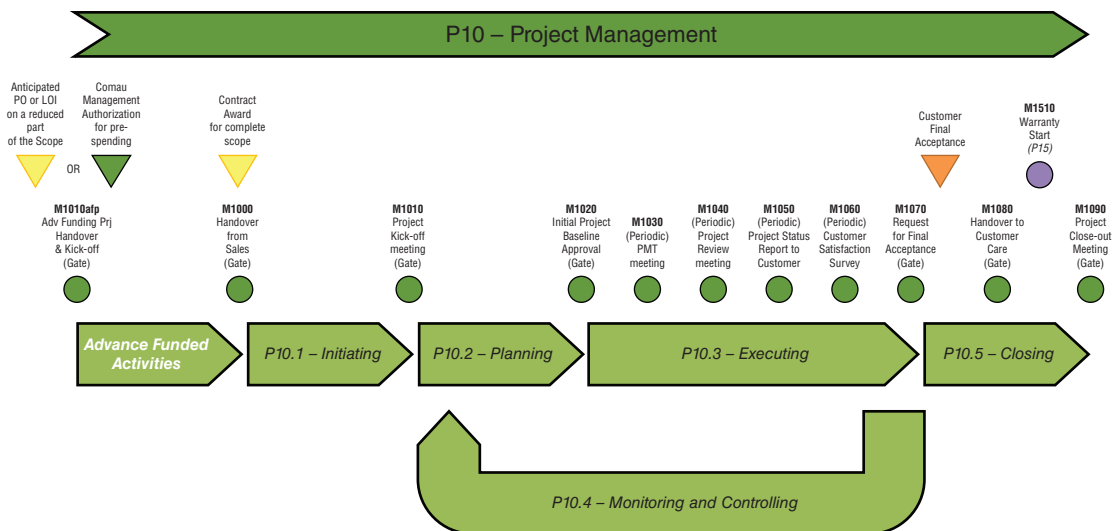 P10 – Project Management
Anticipated
PO or LOI
on a reduced
part
of the Scope
OR
Comau
Management
Authorization
for pre-
spending
Contract
Award
for complete
scope
Customer
Final
Acceptance
M1510
Warranty
Start
(P15)
M1010afp
Adv Funding Prj
Handover
& Kick-off
(Gate)
M1000
Handover
from
Sales
(Gate)
M1010
Project
Kick-off
meeting
(Gate)
M1020
Initial Project
Baseline
Approval
(Gate)
M1030
(Periodic)
PMT
meeting
M1040
(Periodic)
Project
Review
meeting
M1050
(Periodic)
Project Status
Report to
Customer
M1060
(Periodic)
Customer
Satisfaction
Survey
M1070
Request
for Final
Acceptance
(Gate)
M1080
Handover to
Customer
Care
(Gate)
M1090
Project
Close-out
Meeting
(Gate)
Advance Funded
Activities
P10.1 – Initiating
P10.2 – Planning
P10.3 – Executing
P10.5 – Closing
P10.4 – Monitoring and Controlling